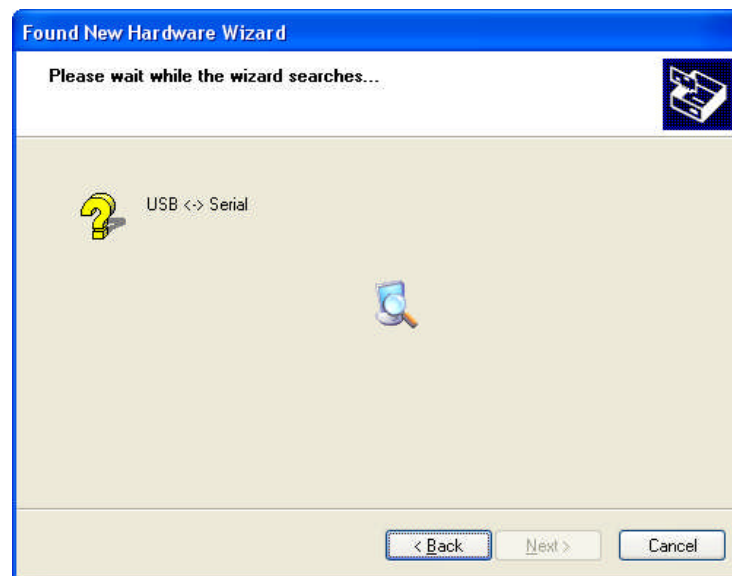 Found New Hardware Wizard
Please wait while the wizard searches...
USB <-> Serial
< Back
Next >
Cancel